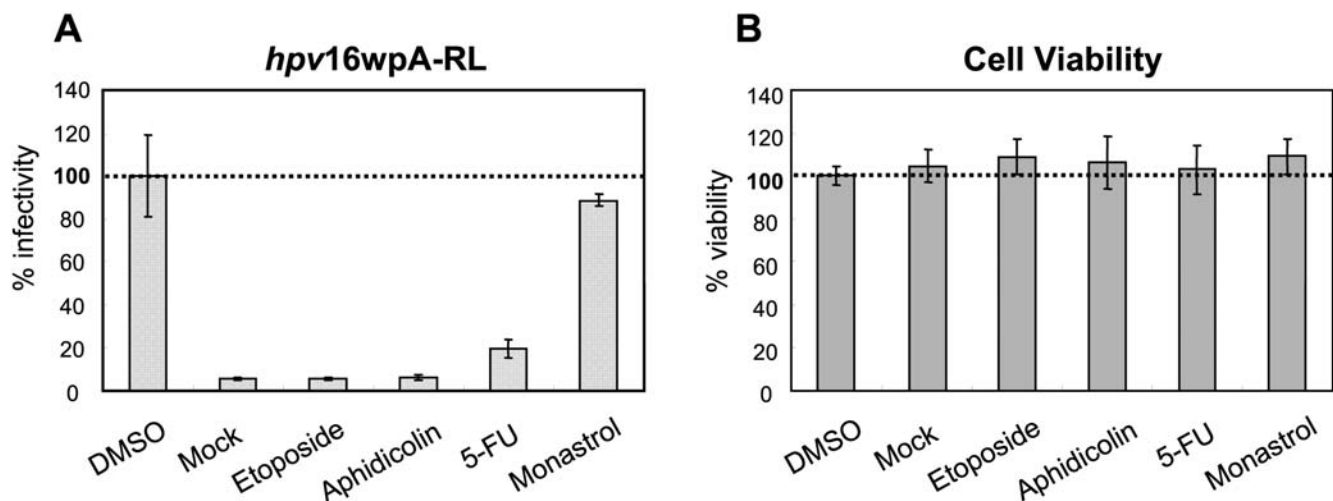 A
hpv16wpA-RL
% infectivity
140
120
100
80
60
40
20
0
DMSO
Mock
Etoposide
Aphidicolin
5-FU
Monastrol
B
Cell Viability
% viability
140
120
100
80
60
40
20
0
DMSO
Mock
Etoposide
Aphidicolin
5-FU
Monastrol